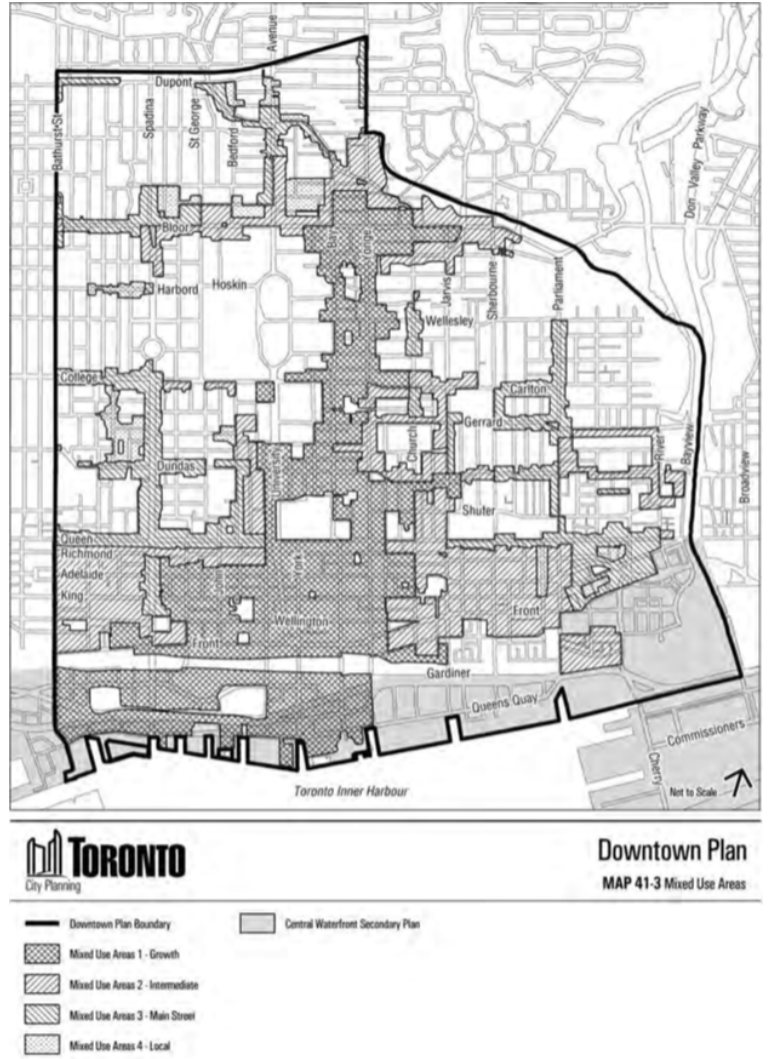 Avenue
Dupont
Spadina
St George
Bedford
Bathurst St
Don Valley Parkway
Bloor
Bay
Yonge
Harbord
Hoskin
Jarvis
Sherbourne
Parliament
Wellesley
College
Carlton
Gerrard
Church
Dundas
University
River
Bayview
Broadview
Shuter
Queen
Richmond
Adelaide
King
John
York
Wellington
Front
Front
Gardiner
Queens Quay
Commissioners
Cherry
Toronto Inner Harbour
Not to Scale
TORONTO
City Planning
Downtown Plan
MAP 41-3 Mixed Use Areas
Downtown Plan Boundary
Central Waterfront Secondary Plan
Mixed Use Areas 1 - Growth
Mixed Use Areas 2 - Intermediate
Mixed Use Areas 3 - Main Street
Mixed Use Areas 4 - Local